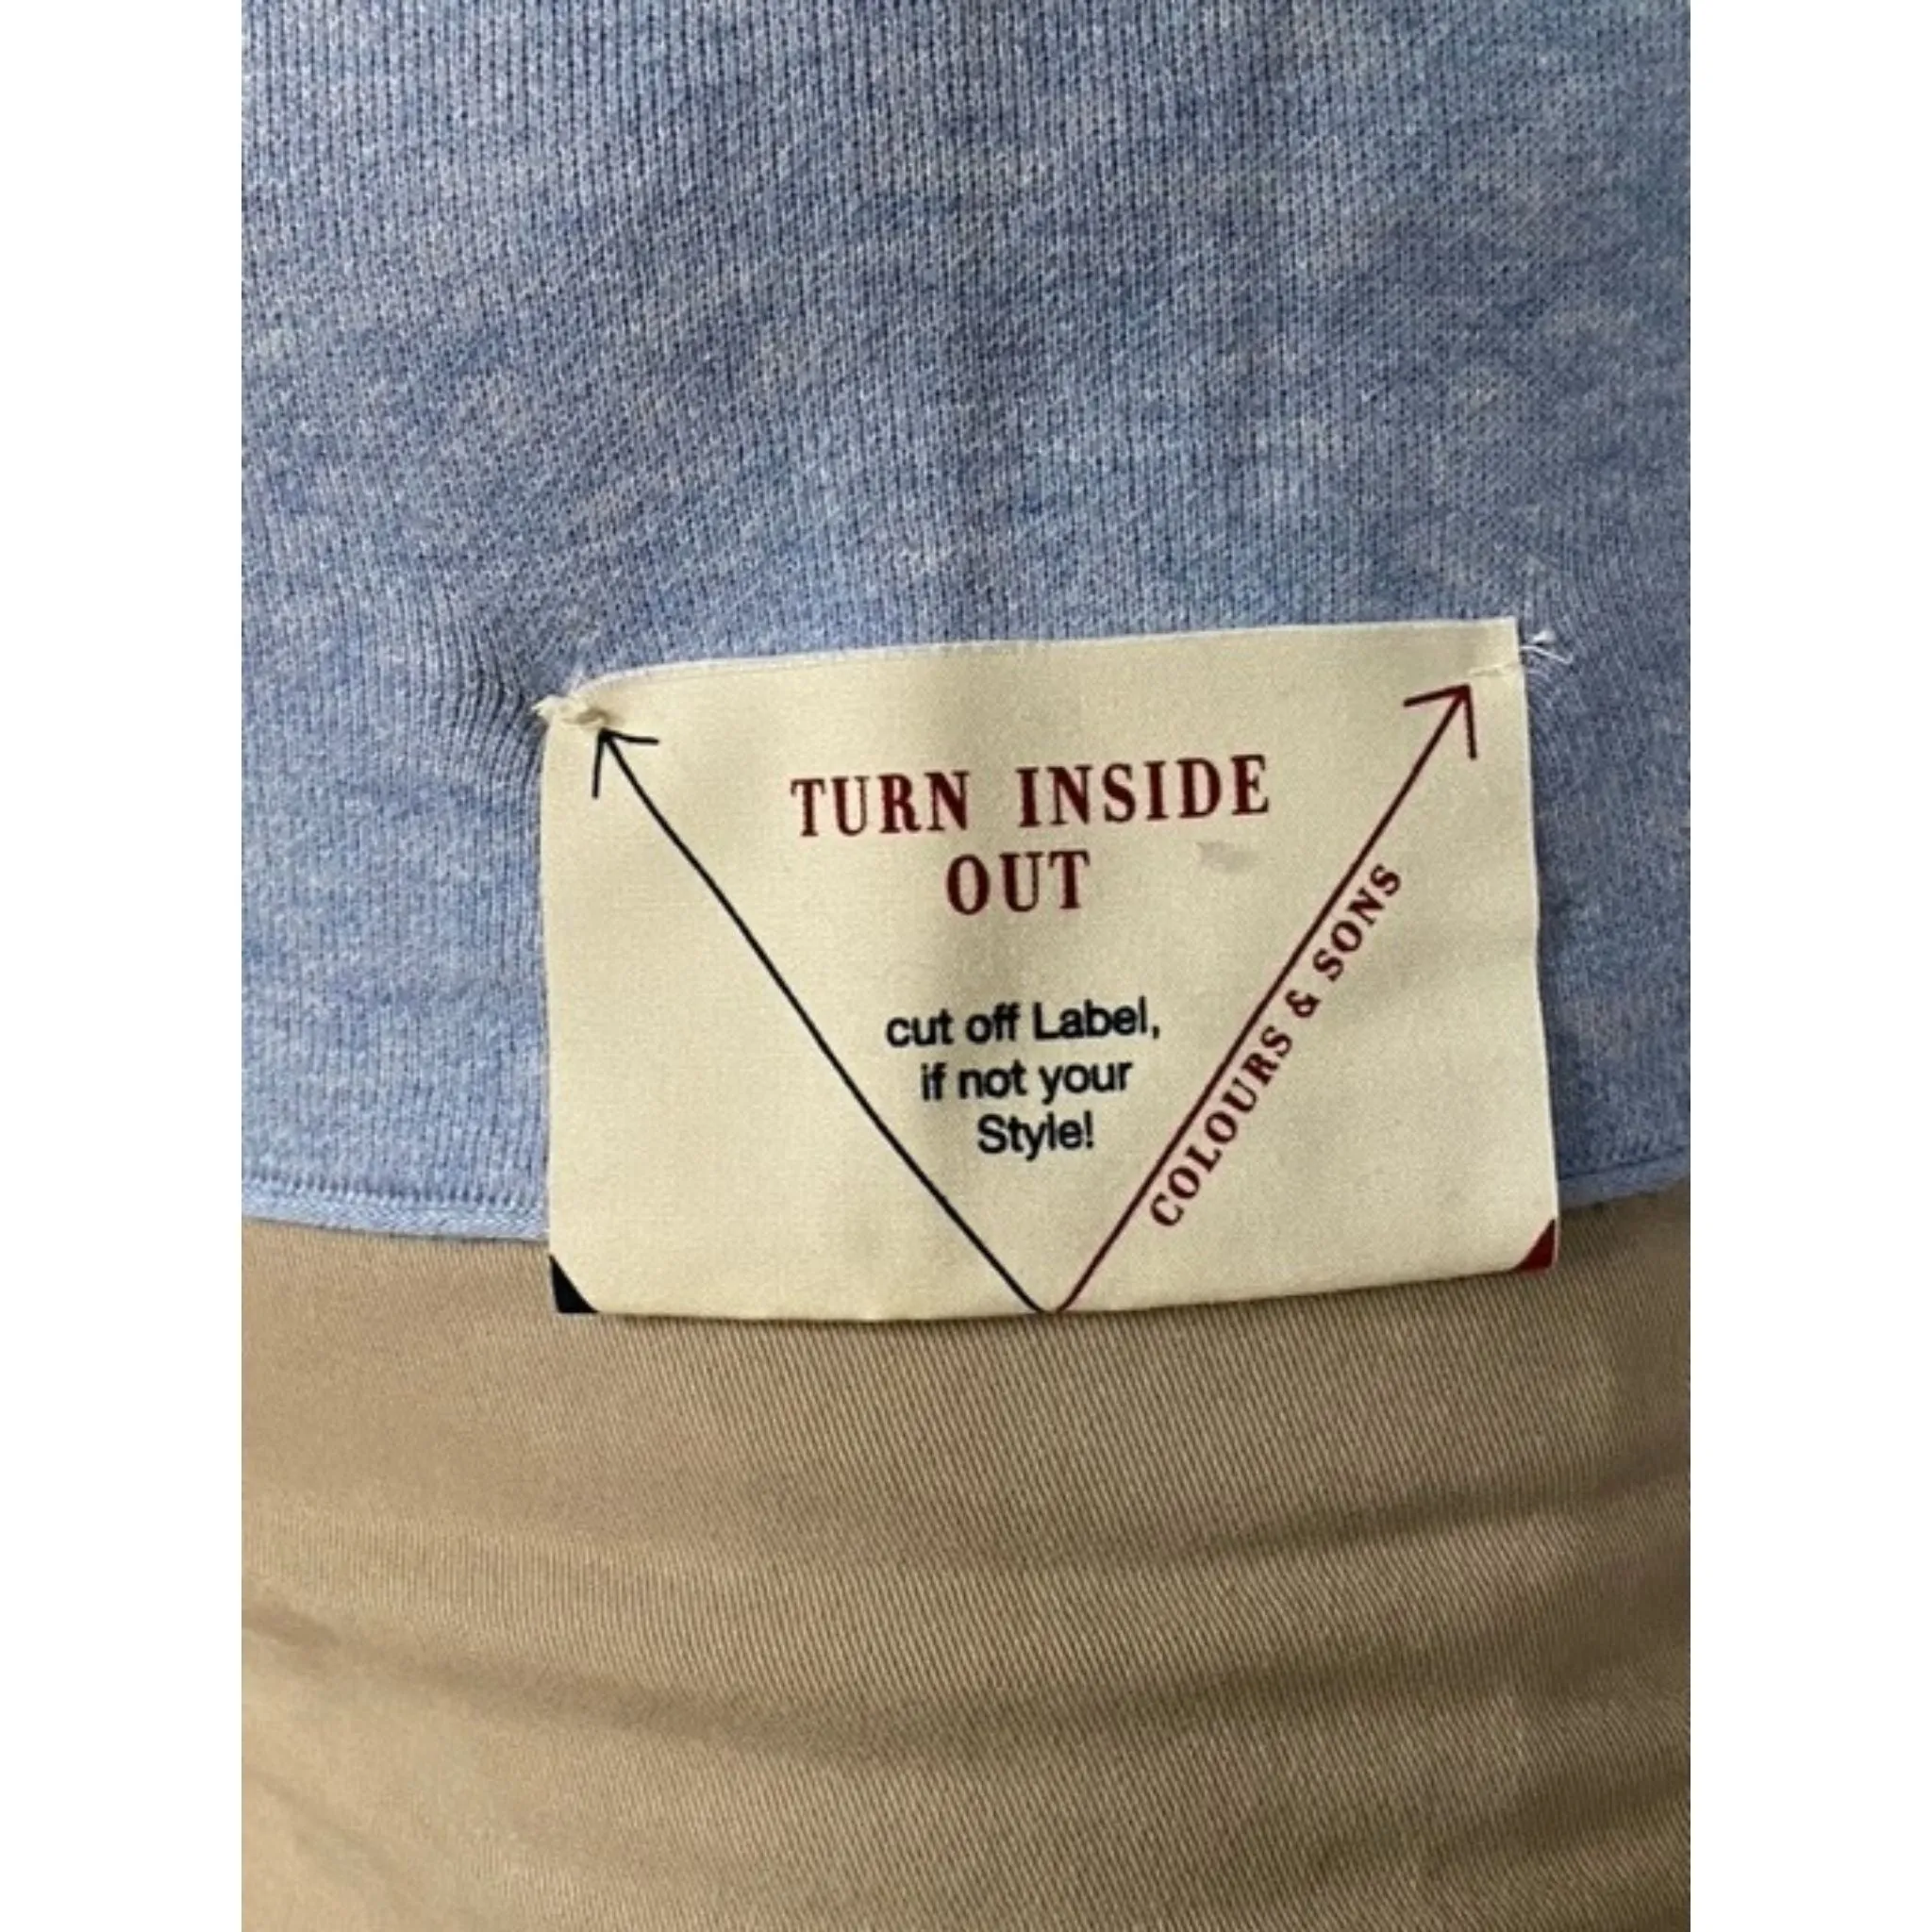 TURN INSIDE
OUT
cut off Label,
if not your
Style!
COLOURS & SONS